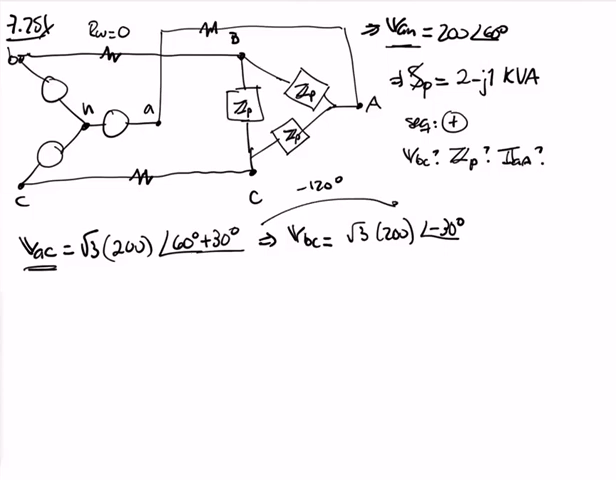 7.25X
Rw=0
b
B
n
a
A
c
C
Zp
Zp
Zp
⇒ Van = 200∠60°
⇒ Sp = 2-j1 KVA
seq: (+)
Vbc? Zp? IaA?
-120°
Vac = √3(200) ∠60°+30° ⇒ Vbc = √3(200) ∠-30°